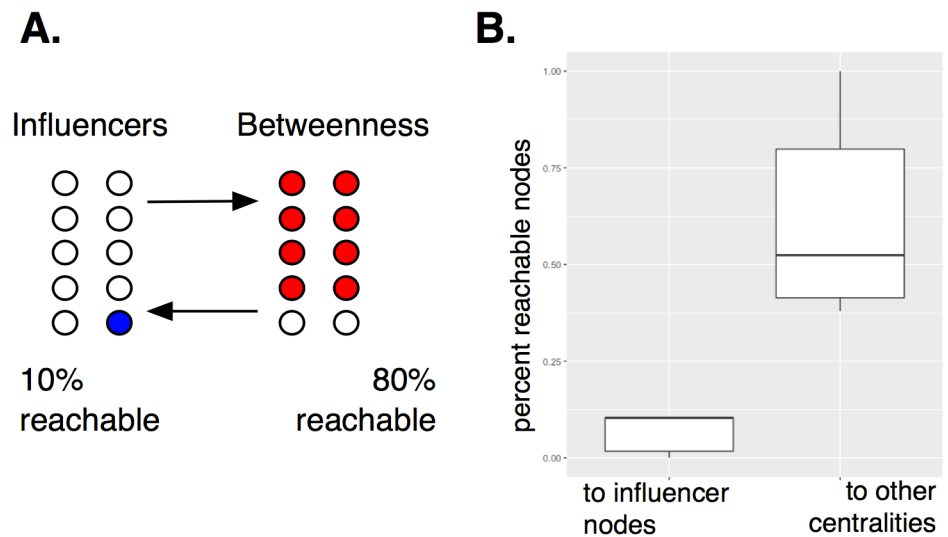 A.
Influencers
Betweenness
10%
reachable
80%
reachable
B.
percent reachable nodes
1.00
0.75
0.50
0.25
0.00
to influencer
nodes
to other
centralities